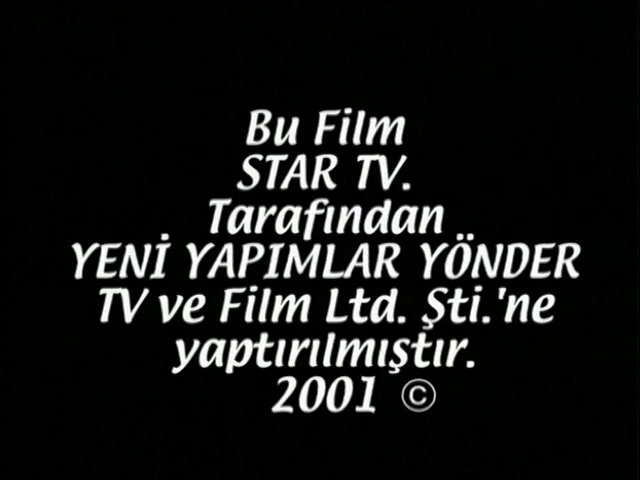 Bu Film
STAR TV.
Tarafından
YENİ YAPIMLAR YÖNDER
TV ve Film Ltd. Şti.'ne
yaptırılmıştır.
2001 ©